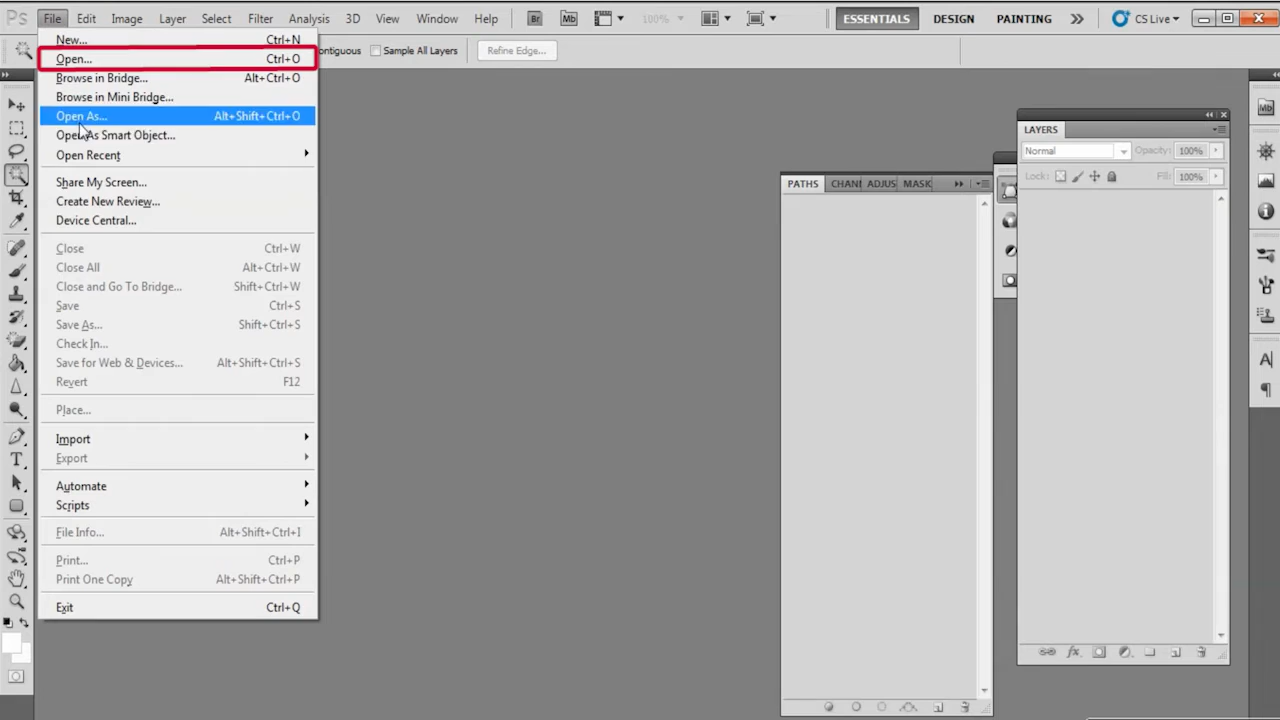 Ps File Edit Image Layer Select Filter Analysis 3D View Window Help Br Mb 100% ESSENTIALS DESIGN PAINTING CS Live
ontiguous Sample All Layers Refine Edge...
New... Ctrl+N
Open... Ctrl+O
Browse in Bridge... Alt+Ctrl+O
Browse in Mini Bridge...
Open As... Alt+Shift+Ctrl+O
Open As Smart Object...
Open Recent
Share My Screen...
Create New Review...
Device Central...
Close Ctrl+W
Close All Alt+Ctrl+W
Close and Go To Bridge... Shift+Ctrl+W
Save Ctrl+S
Save As... Shift+Ctrl+S
Check In...
Save for Web & Devices... Alt+Shift+Ctrl+S
Revert F12
Place...
Import
Export
Automate
Scripts
File Info... Alt+Shift+Ctrl+I
Print... Ctrl+P
Print One Copy Alt+Shift+Ctrl+P
Exit Ctrl+Q
PATHS CHANI ADJUS MASK
LAYERS
Normal Opacity: 100%
Lock: Fill: 100%
Mb